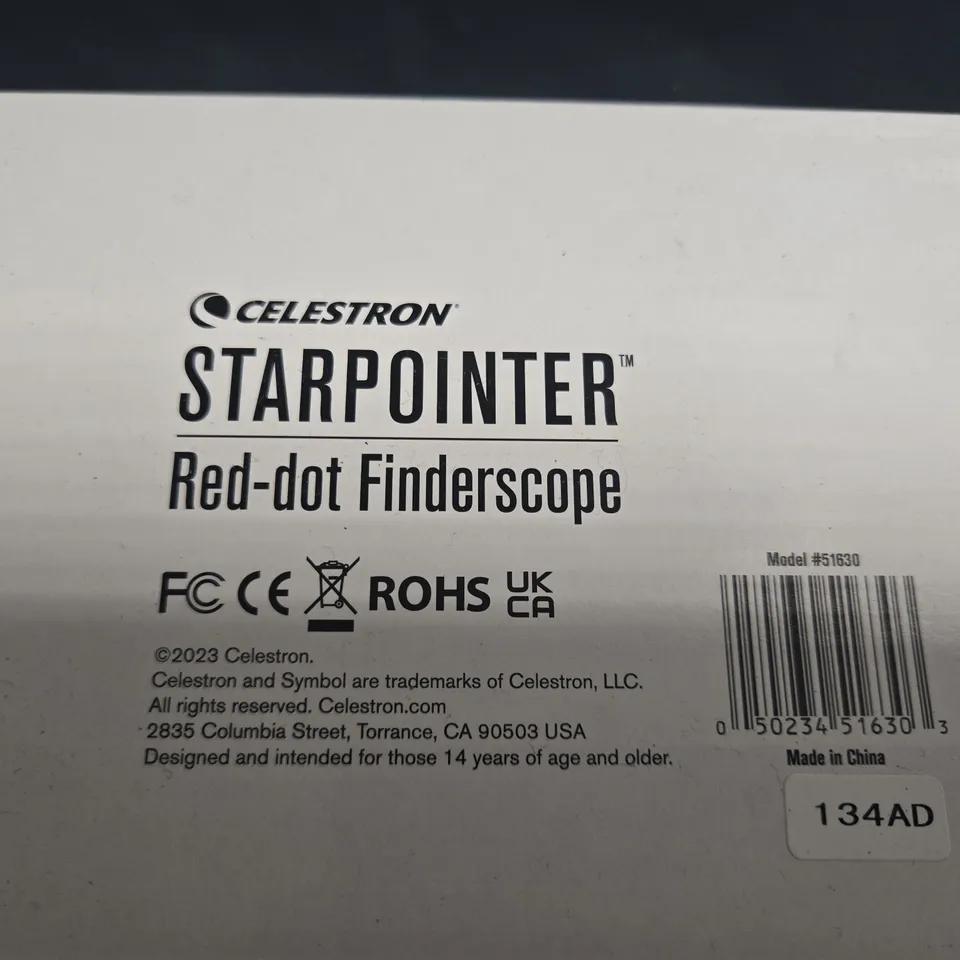 CELESTRON®
STARPOINTER™
Red-dot Finderscope
FC CE ROHS UK CA
©2023 Celestron.
Celestron and Symbol are trademarks of Celestron, LLC.
All rights reserved. Celestron.com
2835 Columbia Street, Torrance, CA 90503 USA
Designed and intended for those 14 years of age and older.
Model #51630
0 50234 51630 3
Made in China
134AD